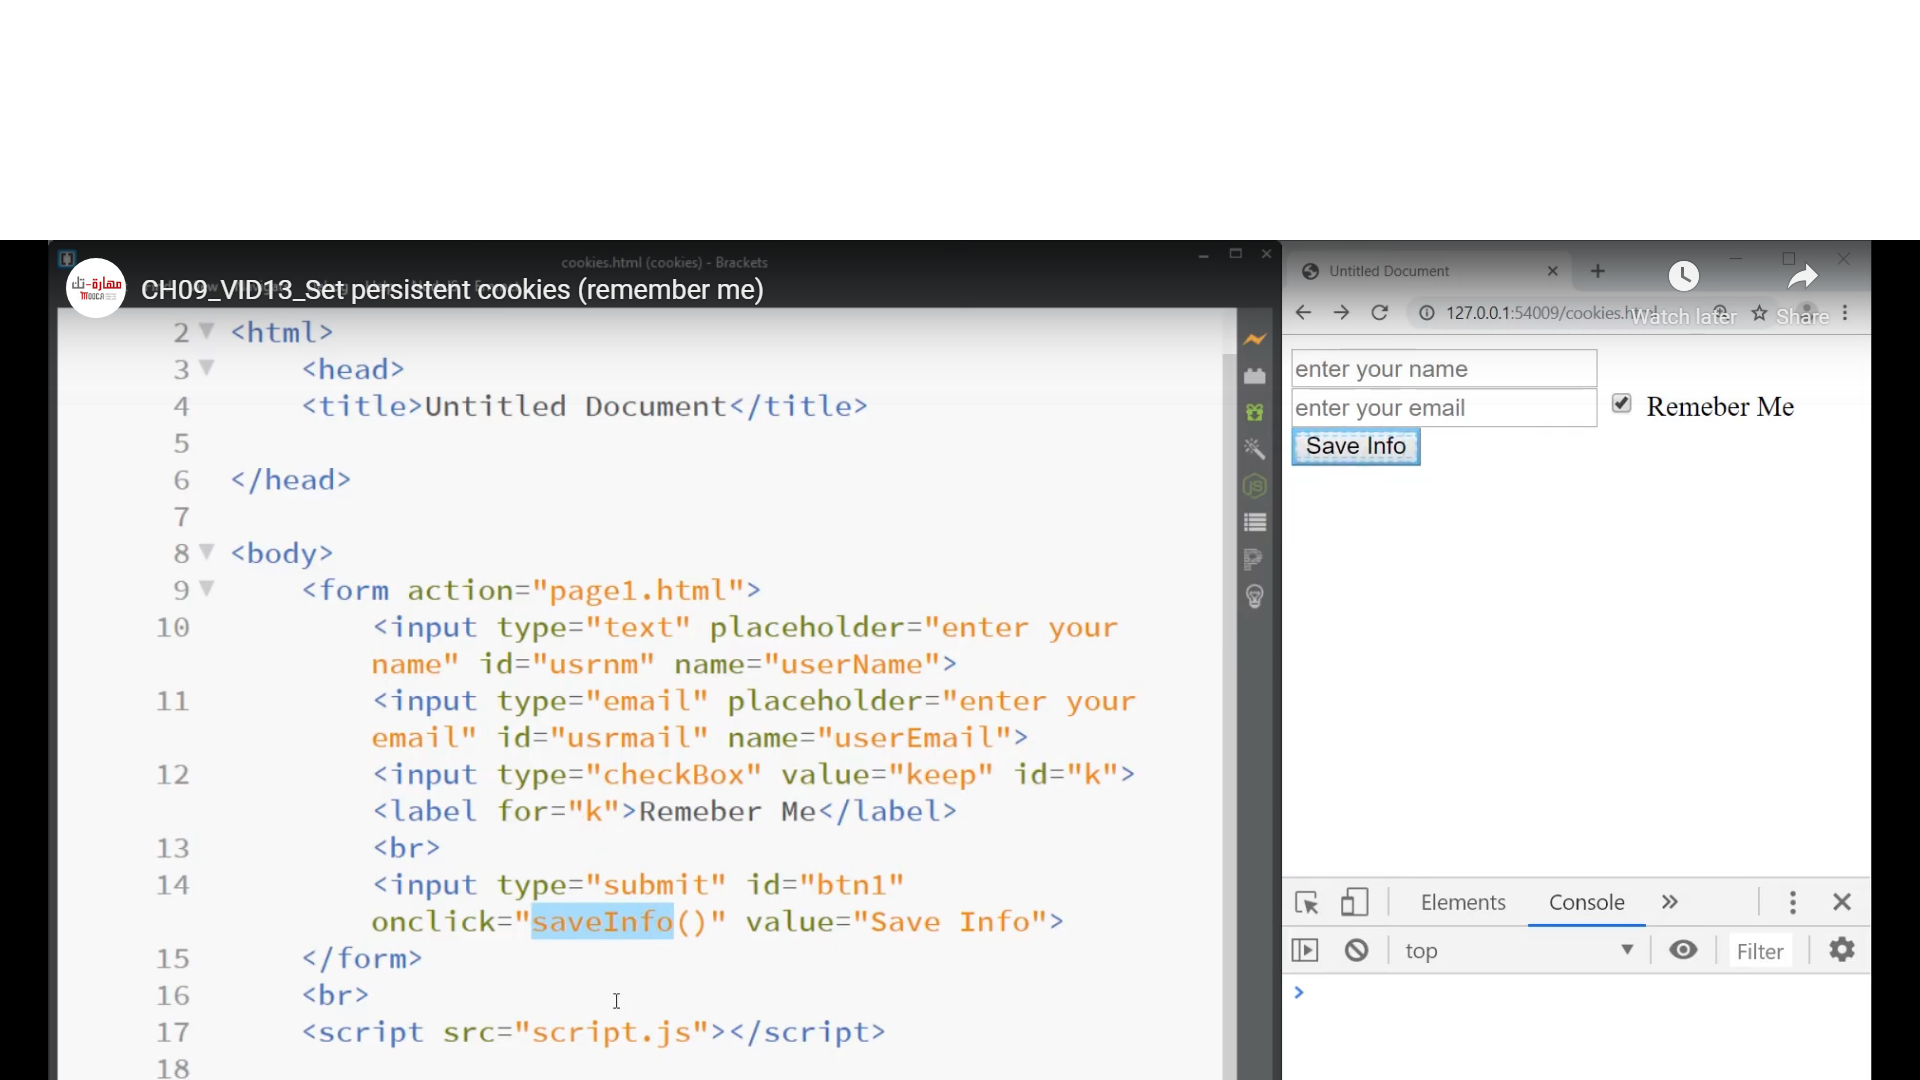 cookies.html (cookies) - Brackets
مهارة-تك
MOOCA
CH09_VID13_Set persistent cookies (remember me)
2 <html>
3 <head>
4 <title>Untitled Document</title>
5
6 </head>
7
8 <body>
9 <form action="page1.html">
10 <input type="text" placeholder="enter your
name" id="usrnm" name="userName">
11 <input type="email" placeholder="enter your
email" id="usrmail" name="userEmail">
12 <input type="checkBox" value="keep" id="k">
<label for="k">Remeber Me</label>
13 <br>
14 <input type="submit" id="btn1"
onclick="saveInfo()" value="Save Info">
15 </form>
16 <br>
17 <script src="script.js"></script>
18
Untitled Document
127.0.0.1:54009/cookies.html
Watch later
Share
enter your name
enter your email
Remeber Me
Save Info
Elements Console
top
Filter